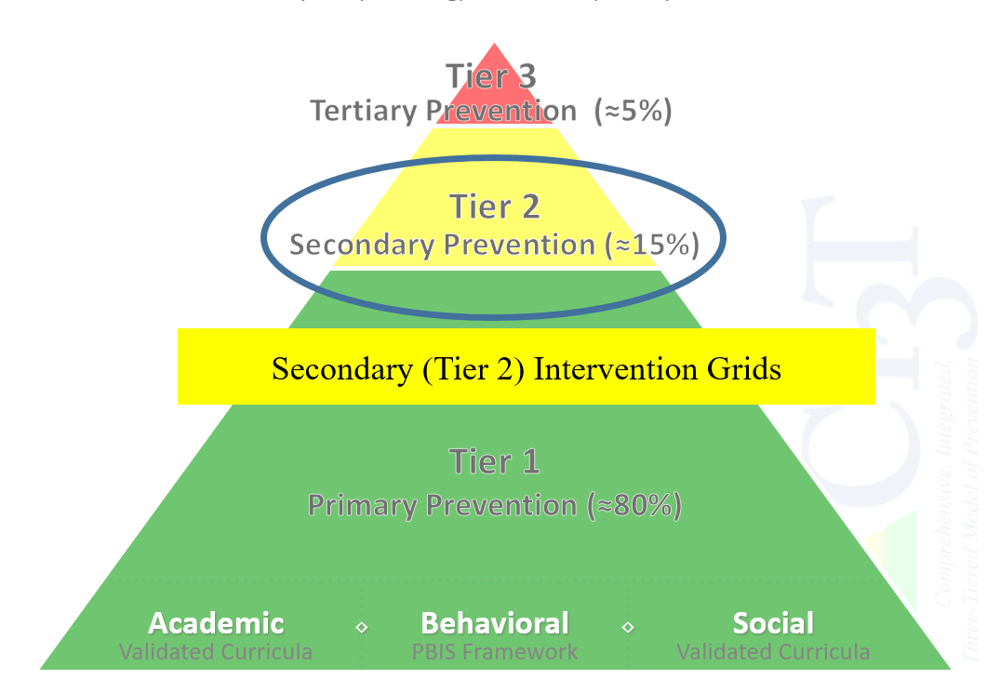 Tier 3
Tertiary Prevention (≈5%)
Tier 2
Secondary Prevention (≈15%)
Secondary (Tier 2) Intervention Grids
Tier 1
Primary Prevention (≈80%)
Academic ⬦ Behavioral ⬦ Social
Validated Curricula PBIS Framework Validated Curricula
Ci3T
Comprehensive, Integrated,
Three-Tiered Model of Prevention